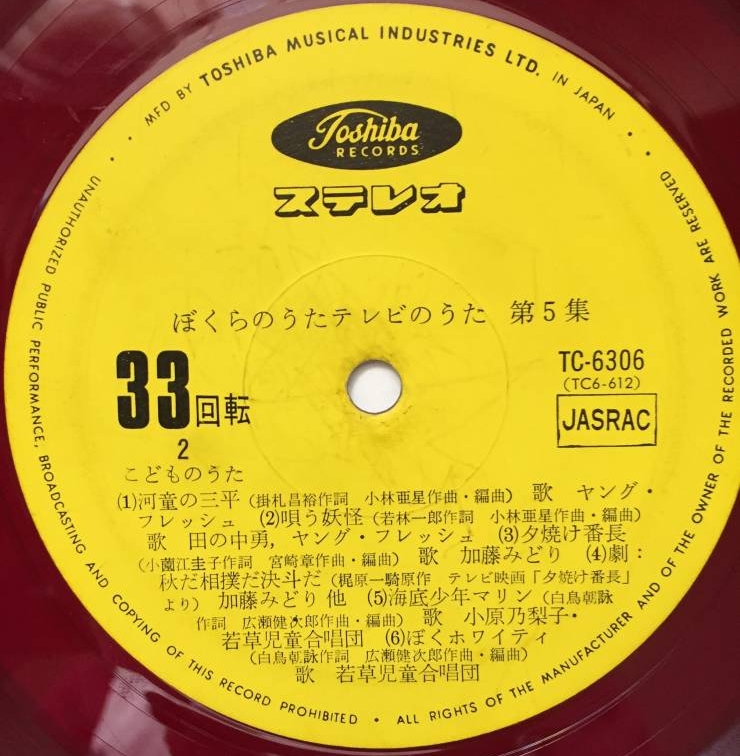 MFD BY TOSHIBA MUSICAL INDUSTRIES LTD. IN JAPAN
Toshiba
RECORDS
ステレオ
ぼくらのうたテレビのうた 第5集
33回転
2
TC-6306
(TC6-612)
JASRAC
こどものうた
(1)河童の三平(掛札昌裕作詞 小林亜星作曲・編曲) 歌 ヤング・
フレッシュ (2)唄う妖怪(若林一郎作詞 小林亜星作曲・編曲)
歌 田の中勇,ヤング・フレッシュ (3)夕焼け番長
(小薗江圭子作詞 宮崎章作曲・編曲) 歌 加藤みどり (4)劇:
秋だ相撲だ決斗だ(梶原一騎原作 テレビ映画「夕焼け番長」
より) 加藤みどり 他 (5)海底少年マリン(白鳥朝詠
作詞 広瀬健次郎作曲・編曲) 歌 小原乃梨子・
若草児童合唱団 (6)ぼくホワイティ
(白鳥朝詠作詞 広瀬健次郎作曲・編曲)
歌 若草児童合唱団
UNAUTHORIZED PUBLIC PERFORMANCE, BROADCASTING AND COPYING OF THIS RECORD PROHIBITED • ALL RIGHTS OF THE MANUFACTURER AND OF THE OWNER OF THE RECORDED WORK ARE RESERVED